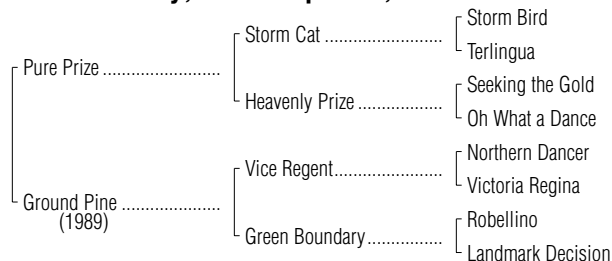 Storm Bird
Storm Cat ..............................
Terlingua
Pure Prize ..............................
Seeking the Gold
Heavenly Prize .....................
Oh What a Dance
Northern Dancer
Vice Regent...........................
Victoria Regina
Ground Pine .........................
(1989)
Robellino
Green Boundary...................
Landmark Decision